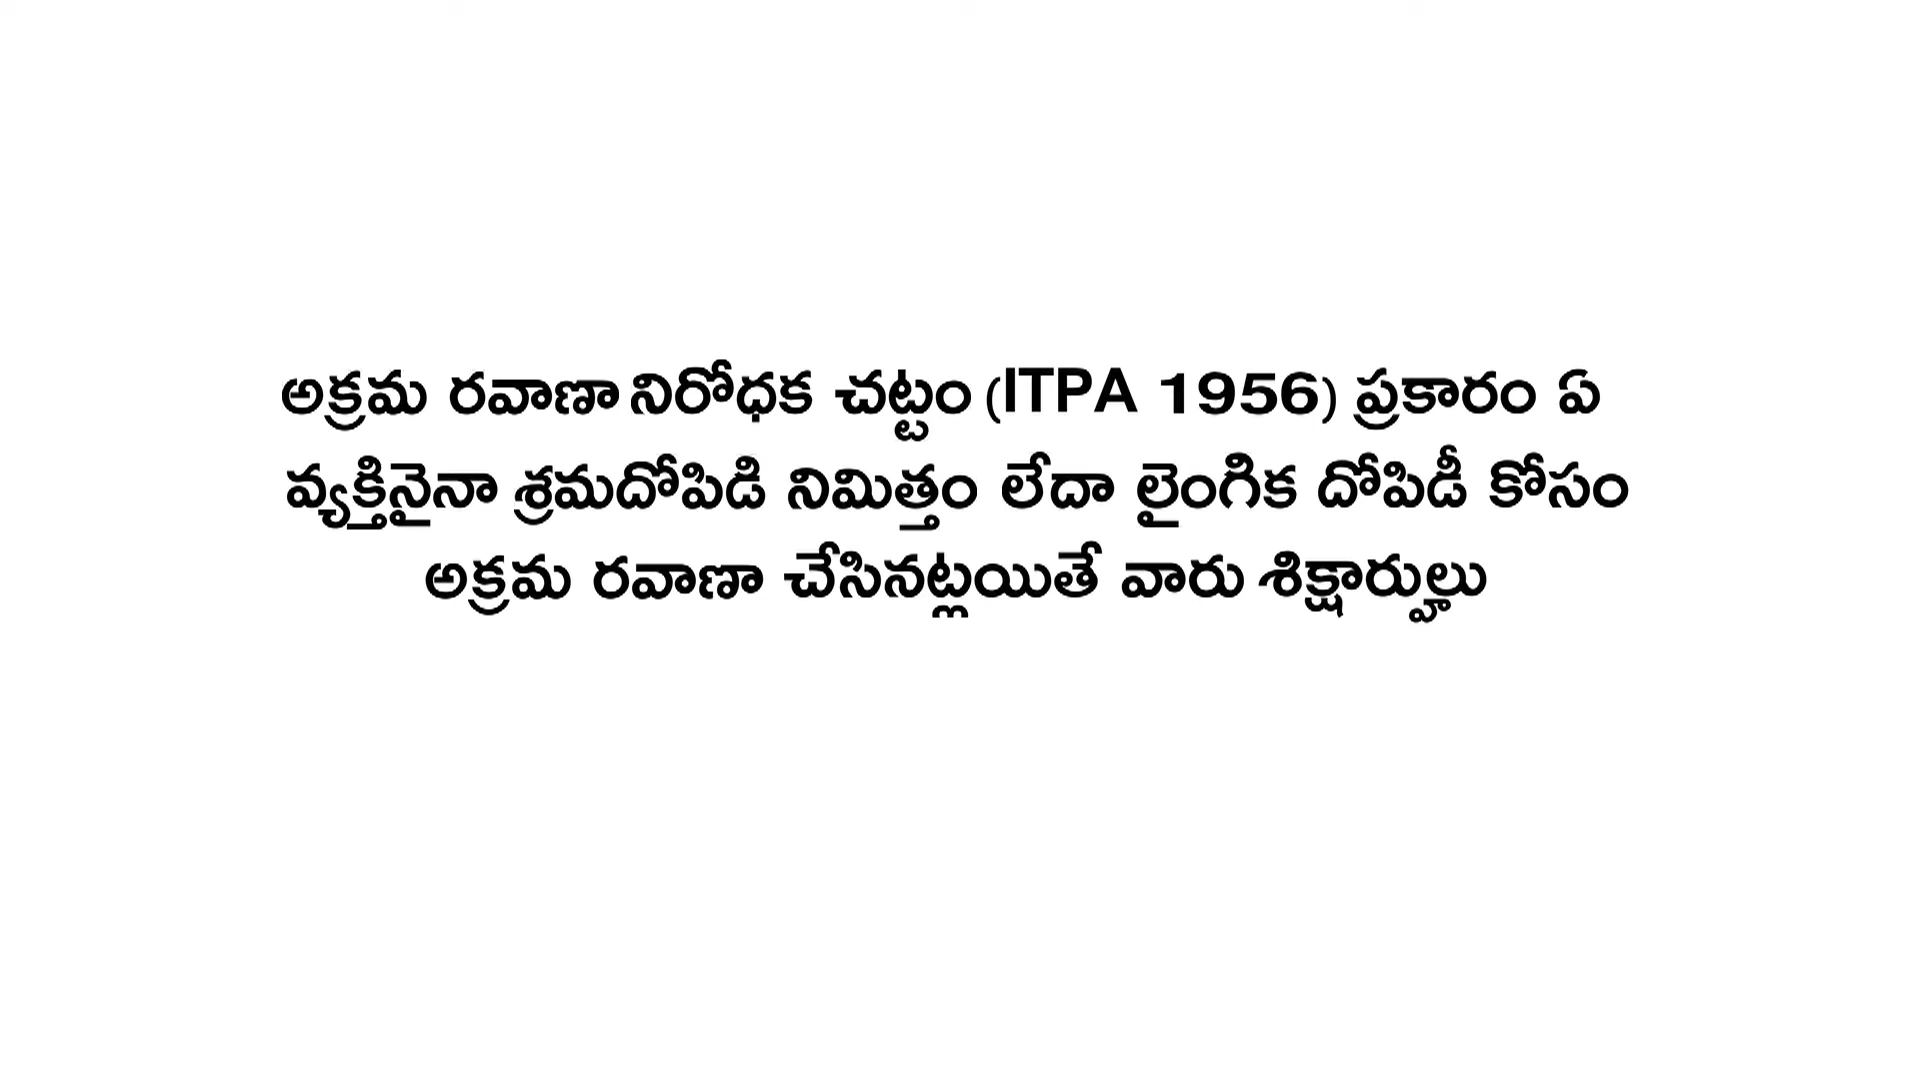 అక్రమ రవాణా నిరోధక చట్టం (ITPA 1956) ప్రకారం ఏ
వ్యక్తినైనా శ్రమదోపిడి నిమిత్తం లేదా లైంగిక దోపిడీ కోసం
అక్రమ రవాణా చేసినట్లయితే వారు శిక్షార్హులు